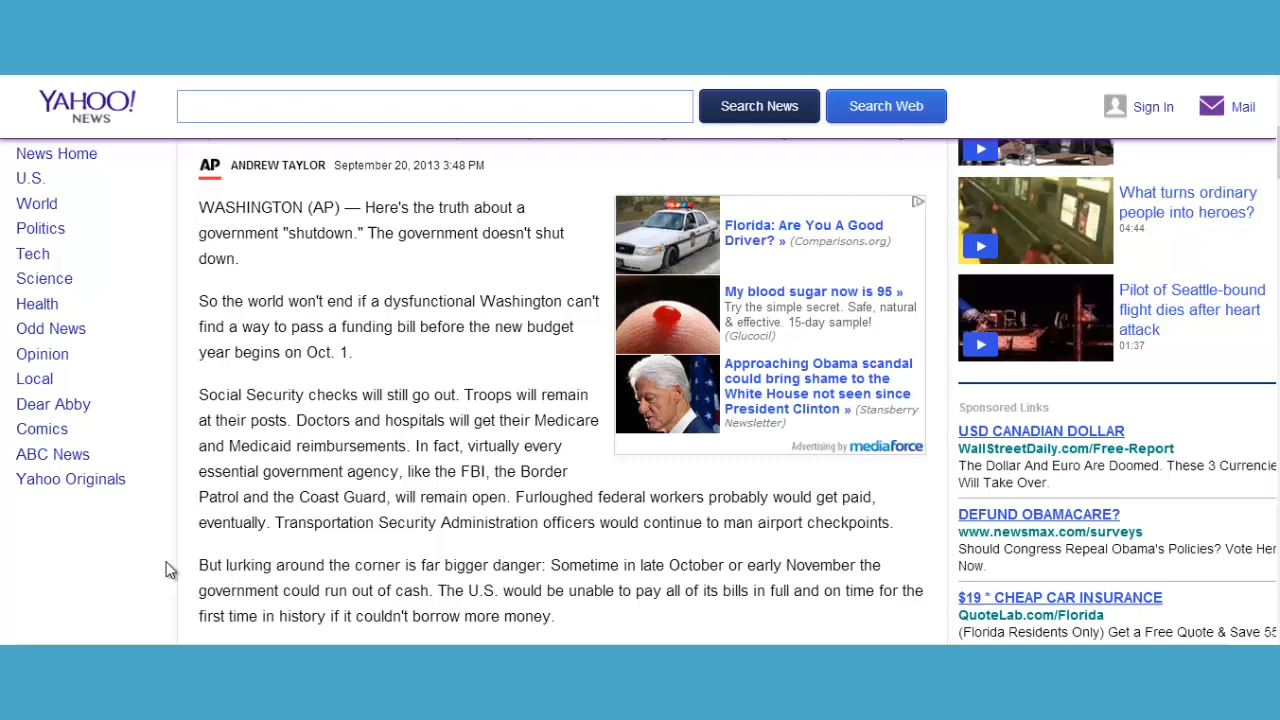 YAHOO!
NEWS
Search News
Search Web
Sign In
Mail
News Home
U.S.
World
Politics
Tech
Science
Health
Odd News
Opinion
Local
Dear Abby
Comics
ABC News
Yahoo Originals
AP ANDREW TAYLOR September 20, 2013 3:48 PM
WASHINGTON (AP) — Here's the truth about a
government "shutdown." The government doesn't shut
down.
So the world won't end if a dysfunctional Washington can't
find a way to pass a funding bill before the new budget
year begins on Oct. 1.
Social Security checks will still go out. Troops will remain
at their posts. Doctors and hospitals will get their Medicare
and Medicaid reimbursements. In fact, virtually every
essential government agency, like the FBI, the Border
Patrol and the Coast Guard, will remain open. Furloughed federal workers probably would get paid,
eventually. Transportation Security Administration officers would continue to man airport checkpoints.
But lurking around the corner is far bigger danger: Sometime in late October or early November the
government could run out of cash. The U.S. would be unable to pay all of its bills in full and on time for the
first time in history if it couldn't borrow more money.
Florida: Are You A Good
Driver? » (Comparisons.org)
My blood sugar now is 95 »
Try the simple secret. Safe, natural
& effective. 15-day sample!
(Glucocil)
Approaching Obama scandal
could bring shame to the
White House not seen since
President Clinton » (Stansberry
Newsletter)
Advertising by mediaforce
What turns ordinary
people into heroes?
04:44
Pilot of Seattle-bound
flight dies after heart
attack
01:37
Sponsored Links
USD CANADIAN DOLLAR
WallStreetDaily.com/Free-Report
The Dollar And Euro Are Doomed. These 3 Currencie
Will Take Over.
DEFUND OBAMACARE?
www.newsmax.com/surveys
Should Congress Repeal Obama's Policies? Vote Her
Now.
$19 * CHEAP CAR INSURANCE
QuoteLab.com/Florida
(Florida Residents Only) Get a Free Quote & Save 55